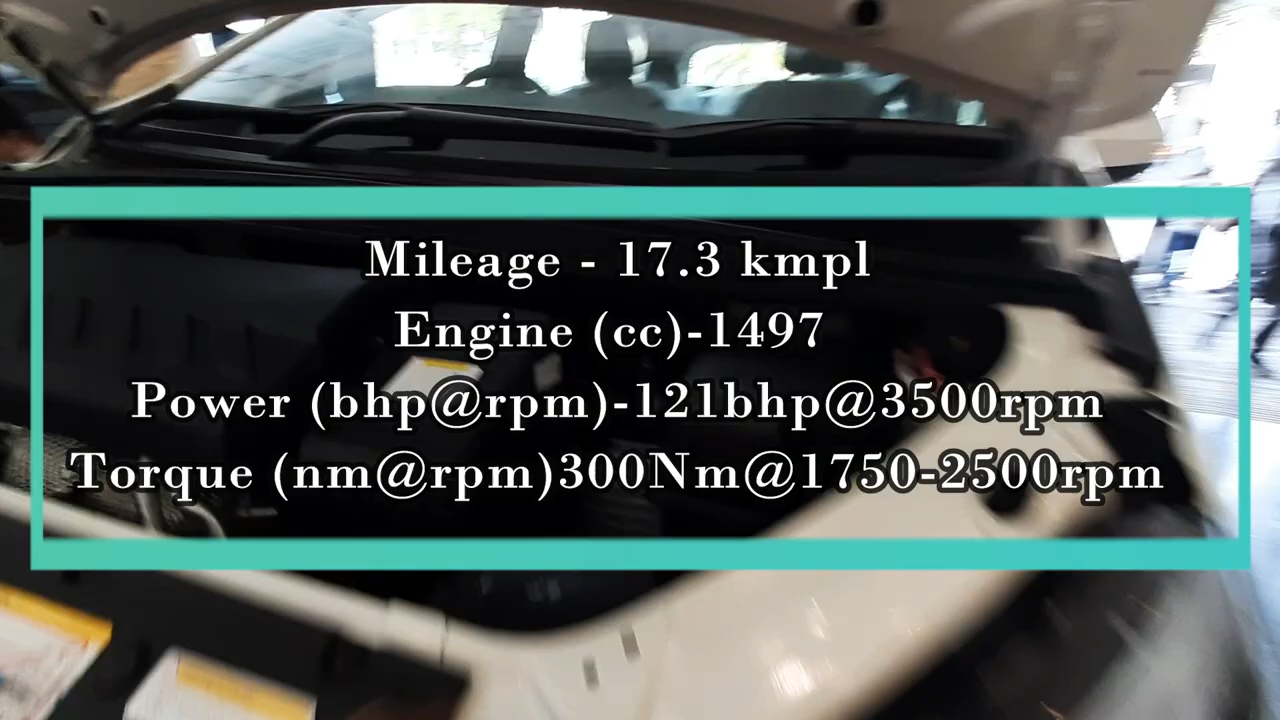 Mileage - 17.3 kmpl
Engine (cc)-1497
Power (bhp@rpm)-121bhp@3500rpm
Torque (nm@rpm)300Nm@1750-2500rpm